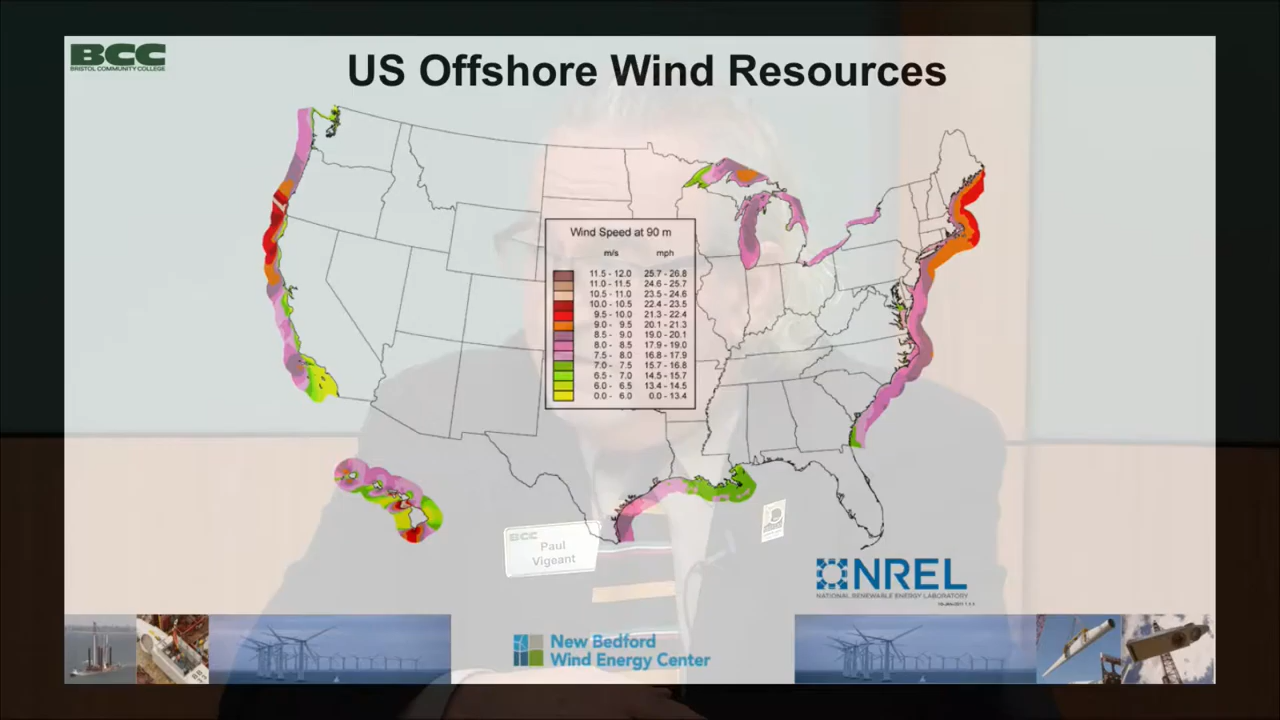 BCC
BRISTOL COMMUNITY COLLEGE
US Offshore Wind Resources
Wind Speed at 90 m
m/s mph
11.5 - 12.0 25.7 - 26.8
11.0 - 11.5 24.6 - 25.7
10.5 - 11.0 23.5 - 24.6
10.0 - 10.5 22.4 - 23.5
9.5 - 10.0 21.3 - 22.4
9.0 - 9.5 20.1 - 21.3
8.5 - 9.0 19.0 - 20.1
8.0 - 8.5 17.9 - 19.0
7.5 - 8.0 16.8 - 17.9
7.0 - 7.5 15.7 - 16.8
6.5 - 7.0 14.5 - 15.7
6.0 - 6.5 13.4 - 14.5
0.0 - 6.0 0.0 - 13.4
BCC
Paul
Vigeant
NREL
NATIONAL RENEWABLE ENERGY LABORATORY
New Bedford
Wind Energy Center